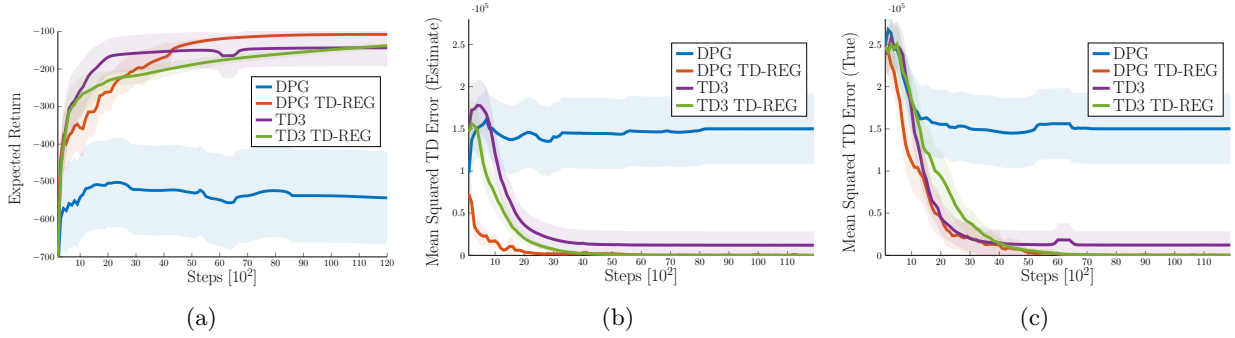 -100
-200
-300
-400
-500
-600
-700
Expected Return
10 20 30 40 50 60 70 80 90 100 110 120
Steps [10²]
DPG
DPG TD-REG
TD3
TD3 TD-REG
(a)
·10⁵
2.5
2
1.5
1
0.5
0
Mean Squared TD Error (Estimate)
10 20 30 40 50 60 70 80 90 100 110
Steps [10²]
DPG
DPG TD-REG
TD3
TD3 TD-REG
(b)
·10⁵
2.5
2
1.5
1
0.5
0
Mean Squared TD Error (True)
10 20 30 40 50 60 70 80 90 100 110
Steps [10²]
DPG
DPG TD-REG
TD3
TD3 TD-REG
(c)